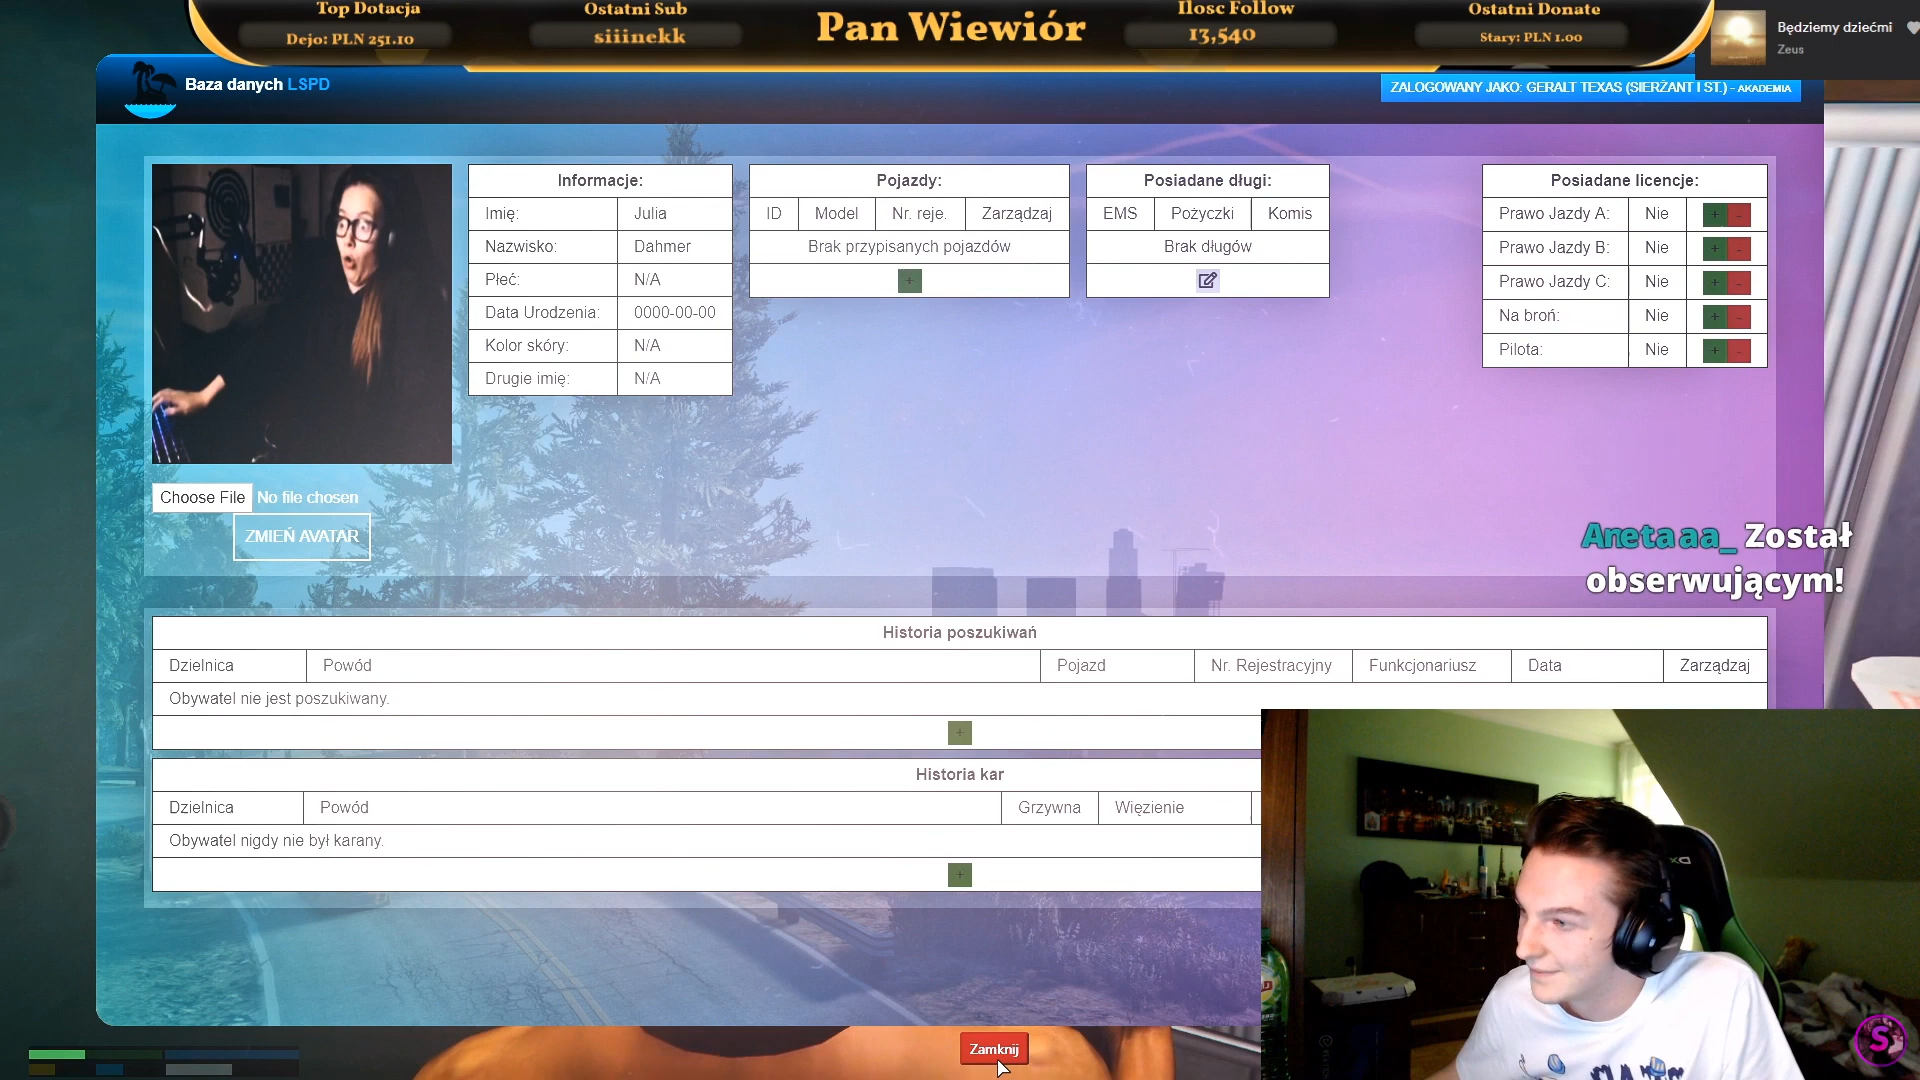 Top Dotacja
Dejo: PLN 251.10
Ostatni Sub
siiinekk
Pan Wiewiór
Ilosc Follow
13,540
Ostatni Donate
Stary: PLN 1.00
Będziemy dziećmi
Zeus
Baza danych LSPD
ZALOGOWANY JAKO: GERALT TEXAS (SIERŻANT I ST.) - AKADEMIA
Informacje:
Imię: Julia
Nazwisko: Dahmer
Płeć: N/A
Data Urodzenia: 0000-00-00
Kolor skóry: N/A
Drugie imię: N/A
Pojazdy:
ID Model Nr. reje. Zarządzaj
Brak przypisanych pojazdów
+
Posiadane długi:
EMS Pożyczki Komis
Brak długów
Posiadane licencje:
Prawo Jazdy A: Nie + -
Prawo Jazdy B: Nie + -
Prawo Jazdy C: Nie + -
Na broń: Nie + -
Pilota: Nie + -
Choose File No file chosen
ZMIEŃ AVATAR
Anetaaa_ Został
obserwującym!
Historia poszukiwań
Dzielnica Powód Pojazd Nr. Rejestracyjny Funkcjonariusz Data Zarządzaj
Obywatel nie jest poszukiwany.
+
Historia kar
Dzielnica Powód Grzywna Więzienie
Obywatel nigdy nie był karany.
+
Zamknij
S